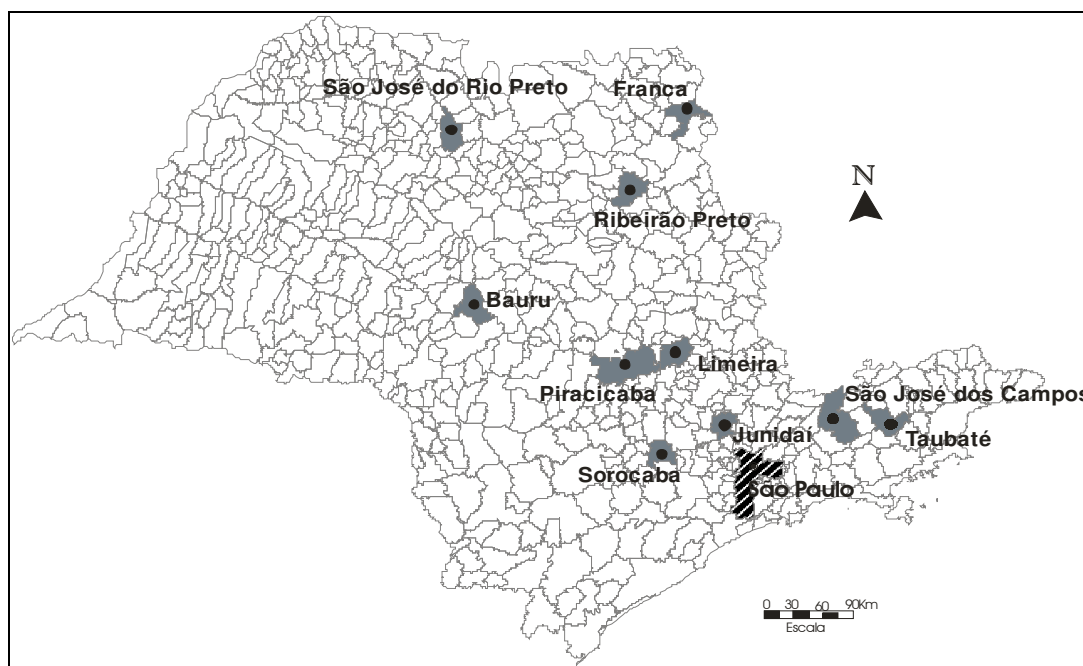 São José do Rio Preto
Franca
N
Ribeirão Preto
Bauru
Limeira
Piracicaba
São José dos Campos
Junidaí
Taubaté
Sorocaba
São Paulo
0 30 60 90Km
Escala